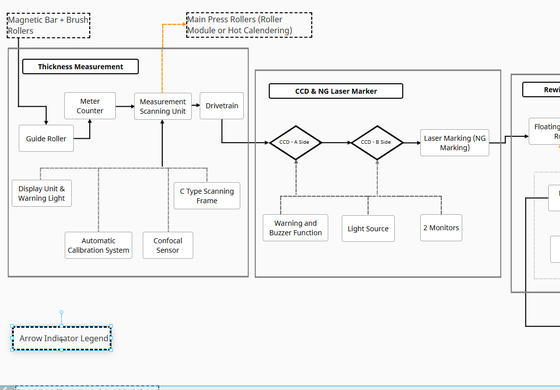 Magnetic Bar + Brush
Rollers
Main Press Rollers (Roller
Module or Hot Calendering)
Thickness Measurement
Meter
Counter
Measurement
Scanning Unit
Drivetrain
Guide Roller
Display Unit &
Warning Light
C Type Scanning
Frame
Automatic
Calibration System
Confocal
Sensor
CCD & NG Laser Marker
CCD - A Side
CCD - B Side
Laser Marking (NG
Marking)
Warning and
Buzzer Function
Light Source
2 Monitors
Arrow Indicator Legend